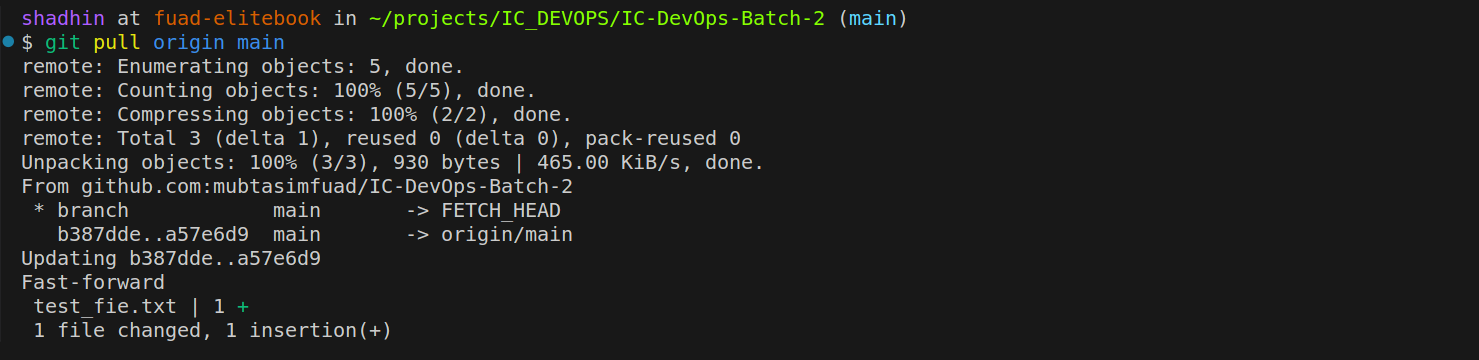 shadhin at fuad-elitebook in ~/projects/IC_DEVOPS/IC-DevOps-Batch-2 (main)
$ git pull origin main
remote: Enumerating objects: 5, done.
remote: Counting objects: 100% (5/5), done.
remote: Compressing objects: 100% (2/2), done.
remote: Total 3 (delta 1), reused 0 (delta 0), pack-reused 0
Unpacking objects: 100% (3/3), 930 bytes | 465.00 KiB/s, done.
From github.com:mubtasimfuad/IC-DevOps-Batch-2
 * branch            main       -> FETCH_HEAD
   b387dde..a57e6d9  main       -> origin/main
Updating b387dde..a57e6d9
Fast-forward
 test_fie.txt | 1 +
 1 file changed, 1 insertion(+)